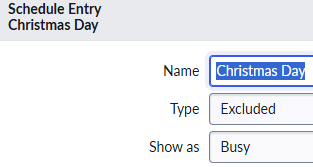 Schedule Entry
Christmas Day
Name Christmas Day
Type Excluded
Show as Busy